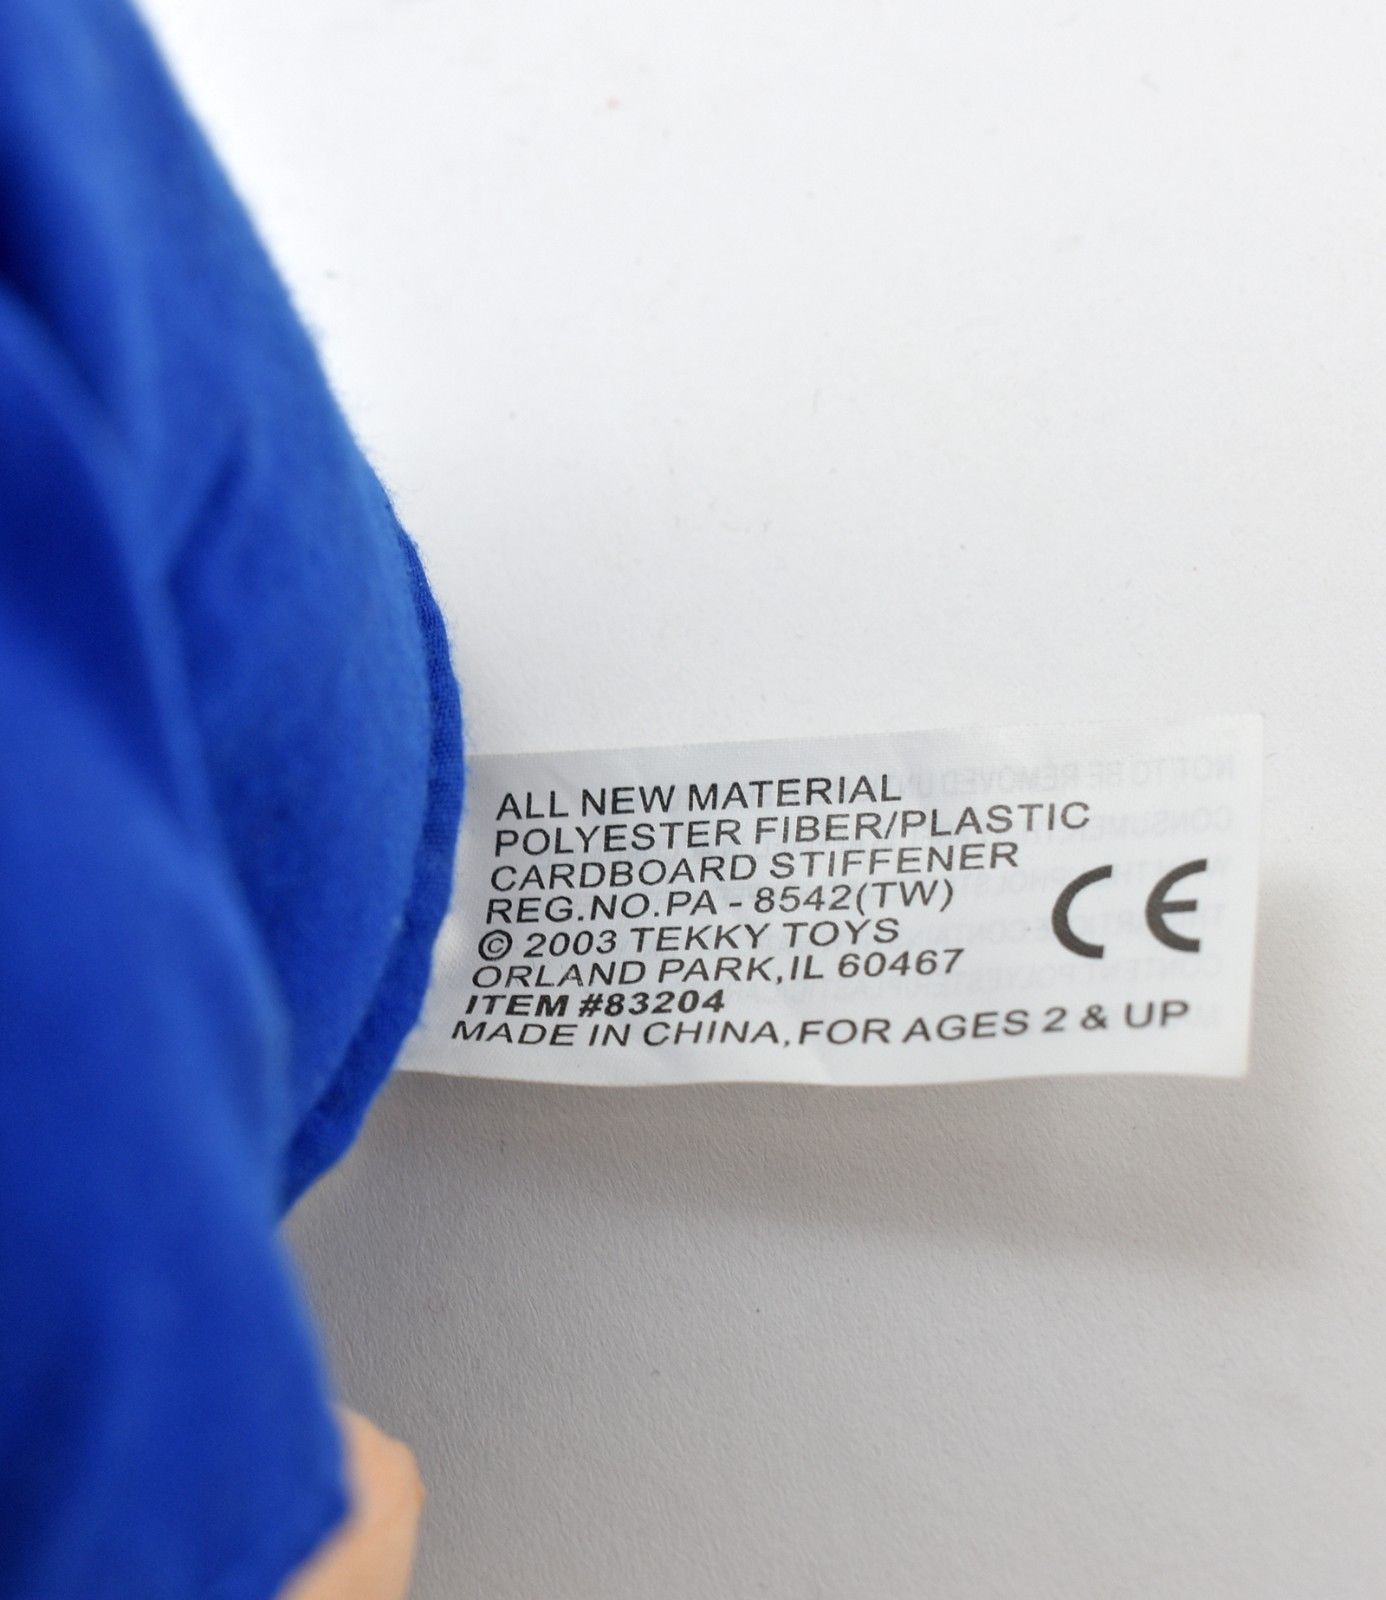 ALL NEW MATERIAL
POLYESTER FIBER/PLASTIC
CARDBOARD STIFFENER
REG.NO.PA - 8542(TW)
© 2003 TEKKY TOYS
ORLAND PARK,IL 60467
ITEM #83204
MADE IN CHINA, FOR AGES 2 & UP
CE